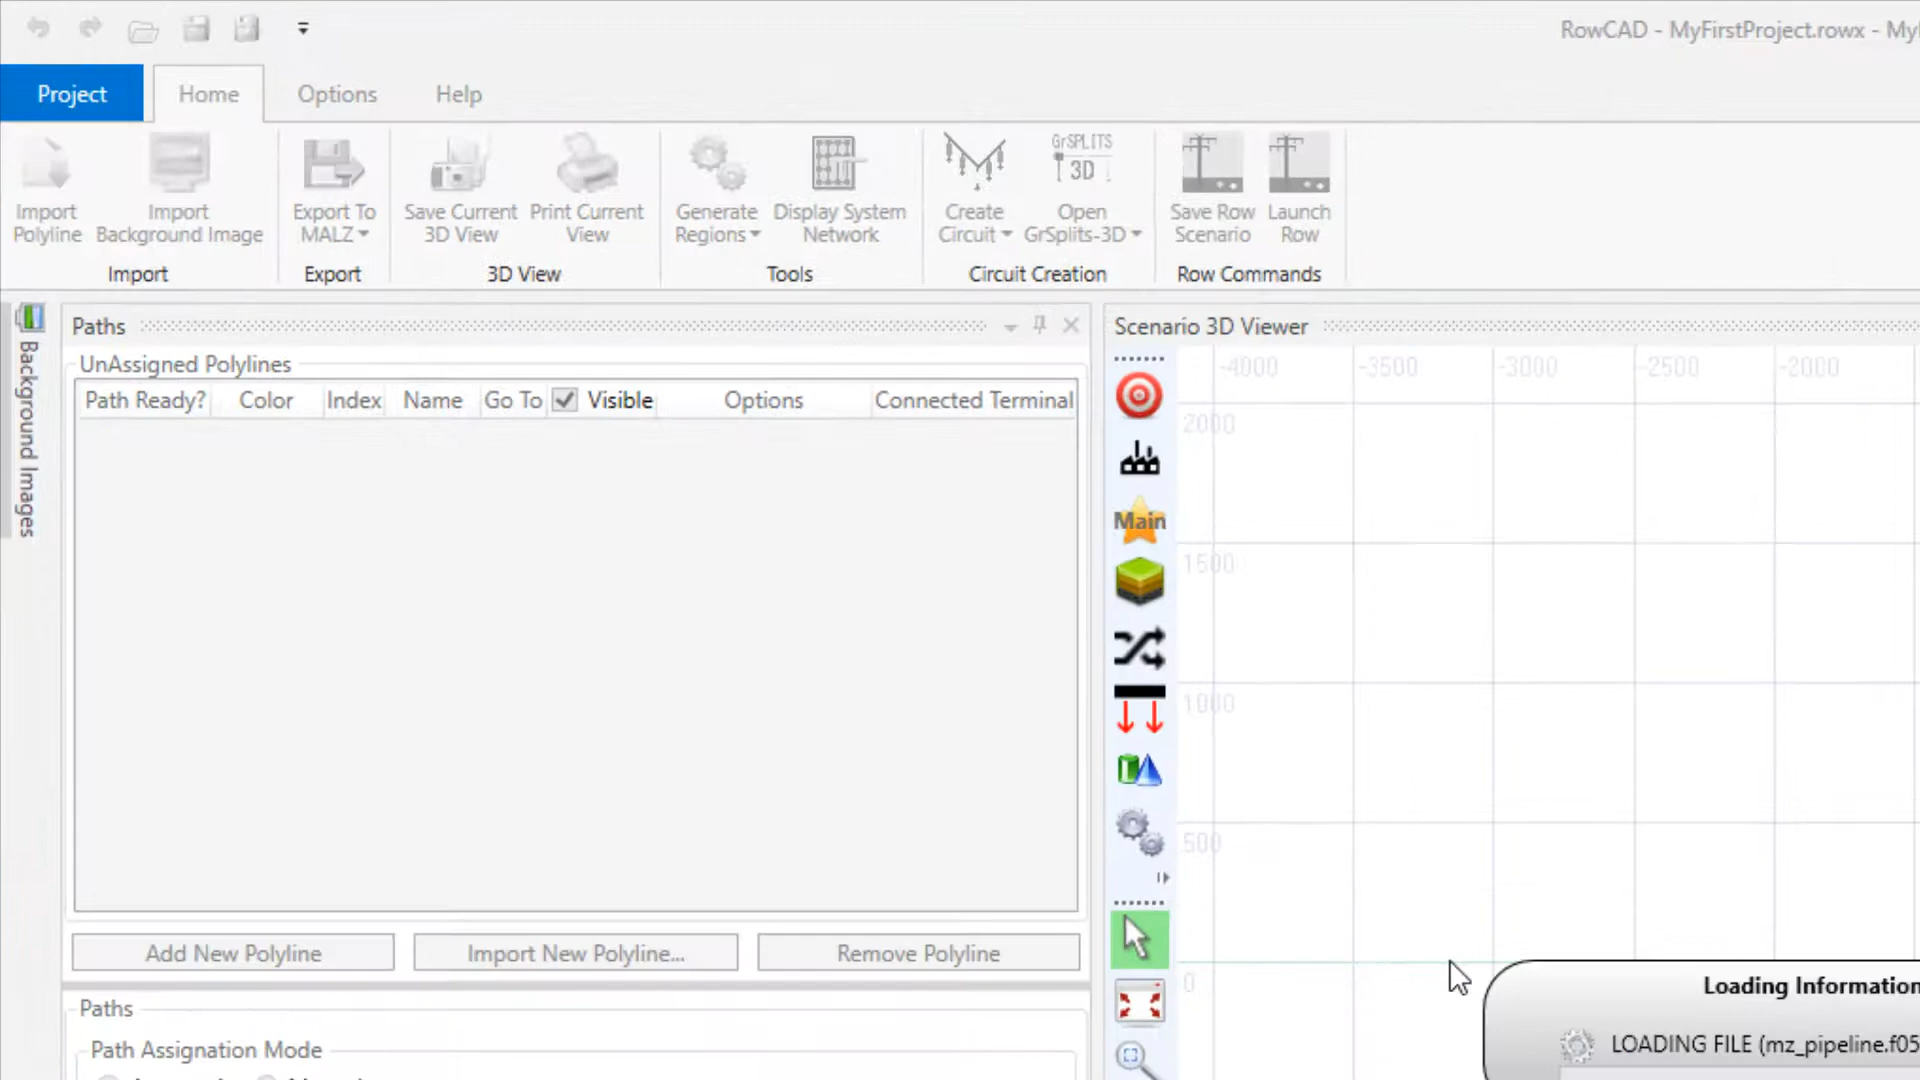 RowCAD - MyFirstProject.rowx - My
Project
Home
Options
Help
Import
Polyline
Import
Background Image
Import
Export To
MALZ
Export
Save Current
3D View
Print Current
View
3D View
Generate
Regions
Display System
Network
Tools
Create
Circuit
GrSPLITS
3D
Open
GrSplits-3D
Circuit Creation
Save Row
Scenario
Launch
Row
Row Commands
Background Images
Paths
UnAssigned Polylines
Path Ready? Color Index Name Go To Visible Options Connected Terminal
Add New Polyline
Import New Polyline...
Remove Polyline
Paths
Path Assignation Mode
Scenario 3D Viewer
-4000 -3500 -3000 -2500 -2000
2000
Main
1500
1000
500
0
Loading Information
LOADING FILE (mz_pipeline.f05